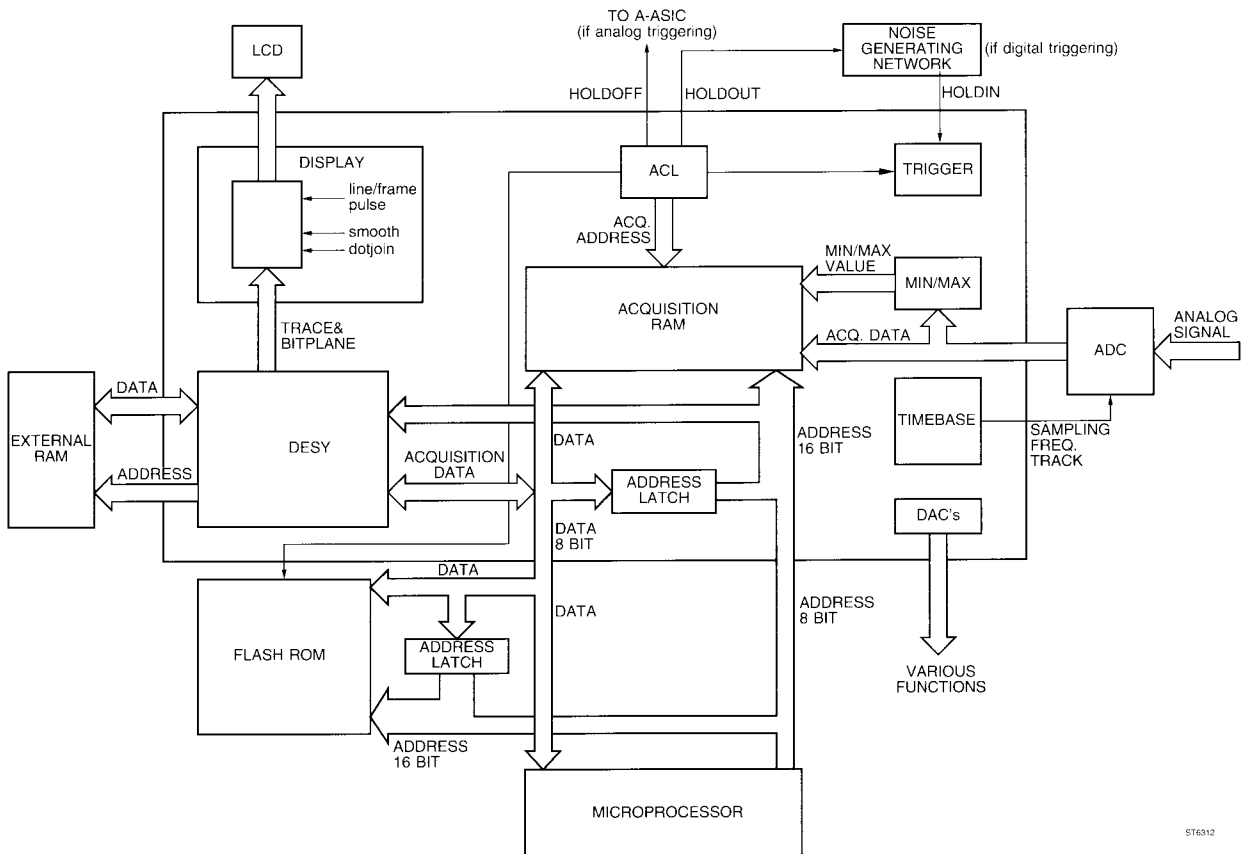 TO A-ASIC
(if analog triggering)
LCD
NOISE
GENERATING
NETWORK
(if digital triggering)
HOLDOFF
HOLDOUT
HOLDIN
DISPLAY
line/frame
pulse
smooth
dotjoin
ACL
TRIGGER
ACQ.
ADDRESS
MIN/MAX
VALUE
MIN/MAX
ACQUISITION
RAM
ACQ. DATA
ADC
ANALOG
SIGNAL
TRACE&
BITPLANE
DATA
EXTERNAL
RAM
ADDRESS
DESY
ACQUISITION
DATA
DATA
ADDRESS
16 BIT
TIMEBASE
SAMPLING
FREQ.
TRACK
ADDRESS
LATCH
DAC's
DATA
8 BIT
DATA
DATA
ADDRESS
8 BIT
FLASH ROM
ADDRESS
LATCH
VARIOUS
FUNCTIONS
ADDRESS
16 BIT
MICROPROCESSOR
ST6312